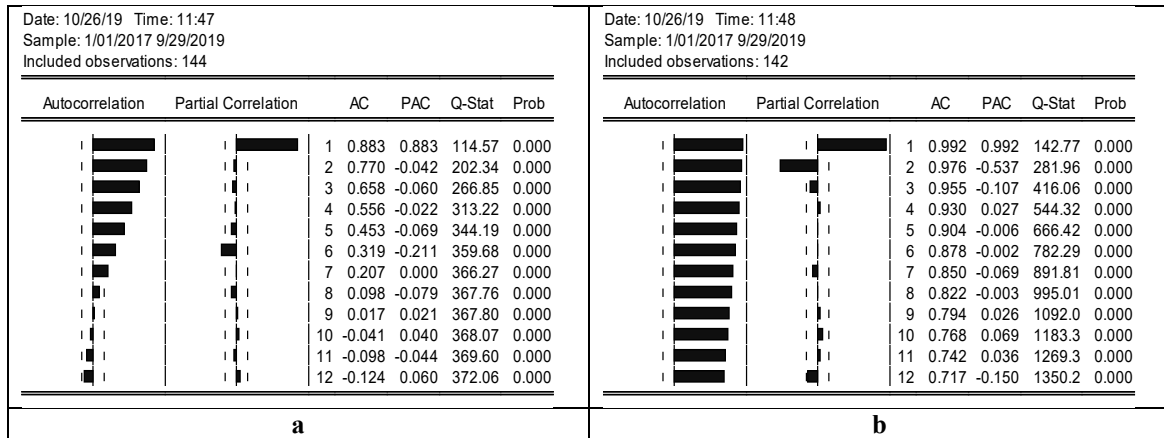 Date: 10/26/19 Time: 11:47
Sample: 1/01/2017 9/29/2019
Included observations: 144
Autocorrelation Partial Correlation AC PAC Q-Stat Prob
1 0.883 0.883 114.57 0.000
2 0.770 -0.042 202.34 0.000
3 0.658 -0.060 266.85 0.000
4 0.556 -0.022 313.22 0.000
5 0.453 -0.069 344.19 0.000
6 0.319 -0.211 359.68 0.000
7 0.207 0.000 366.27 0.000
8 0.098 -0.079 367.76 0.000
9 0.017 0.021 367.80 0.000
10 -0.041 0.040 368.07 0.000
11 -0.098 -0.044 369.60 0.000
12 -0.124 0.060 372.06 0.000
a
Date: 10/26/19 Time: 11:48
Sample: 1/01/2017 9/29/2019
Included observations: 142
Autocorrelation Partial Correlation AC PAC Q-Stat Prob
1 0.992 0.992 142.77 0.000
2 0.976 -0.537 281.96 0.000
3 0.955 -0.107 416.06 0.000
4 0.930 0.027 544.32 0.000
5 0.904 -0.006 666.42 0.000
6 0.878 -0.002 782.29 0.000
7 0.850 -0.069 891.81 0.000
8 0.822 -0.003 995.01 0.000
9 0.794 0.026 1092.0 0.000
10 0.768 0.069 1183.3 0.000
11 0.742 0.036 1269.3 0.000
12 0.717 -0.150 1350.2 0.000
b